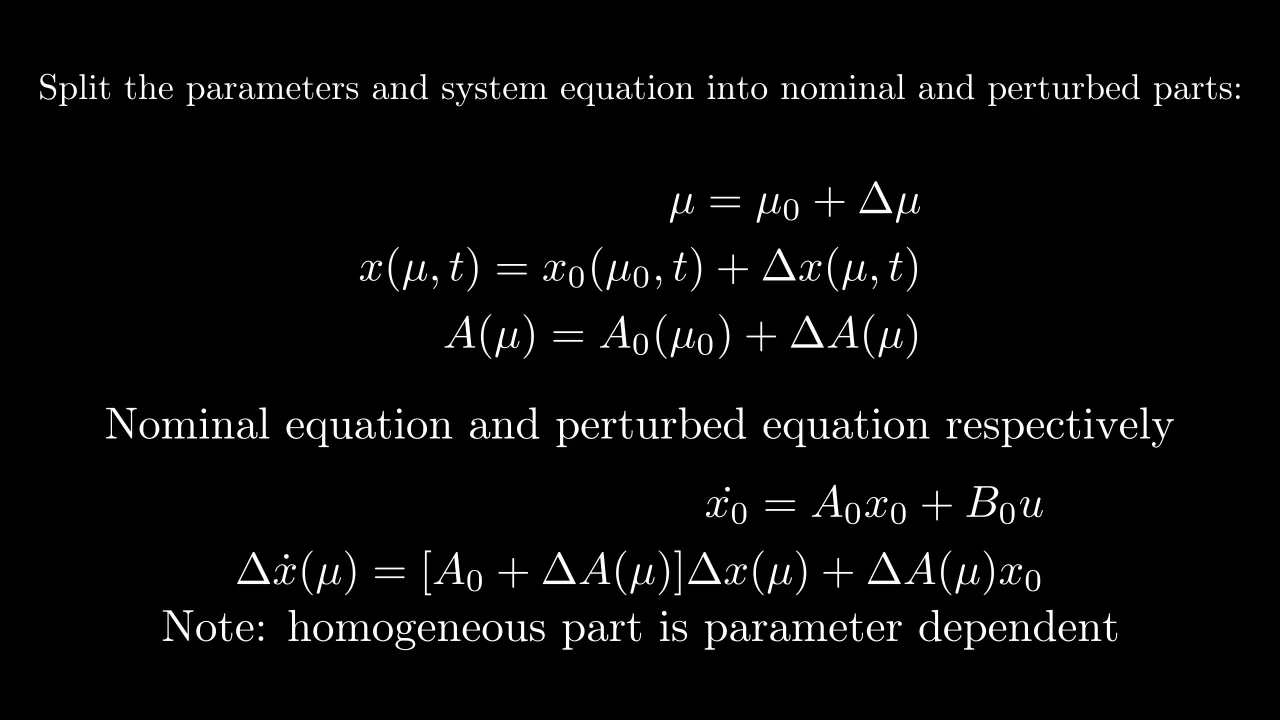 Split the parameters and system equation into nominal and perturbed parts:
μ = μ₀ + Δμ
x(μ, t) = x₀(μ₀, t) + Δx(μ, t)
A(μ) = A₀(μ₀) + ΔA(μ)
Nominal equation and perturbed equation respectively
ẋ₀ = A₀x₀ + B₀u
Δẋ(μ) = [A₀ + ΔA(μ)]Δx(μ) + ΔA(μ)x₀
Note: homogeneous part is parameter dependent